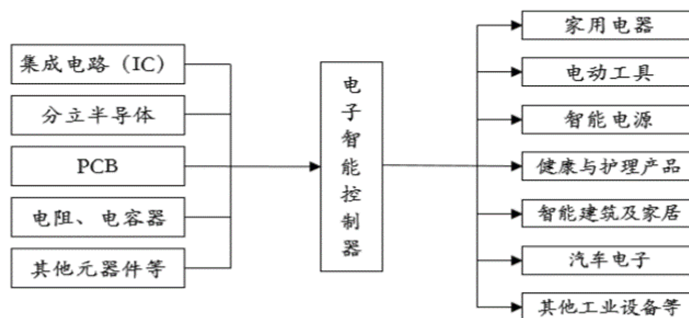 集成电路（IC）
分立半导体
PCB
电阻、电容器
其他元器件等
电子智能控制器
家用电器
电动工具
智能电源
健康与护理产品
智能建筑及家居
汽车电子
其他工业设备等